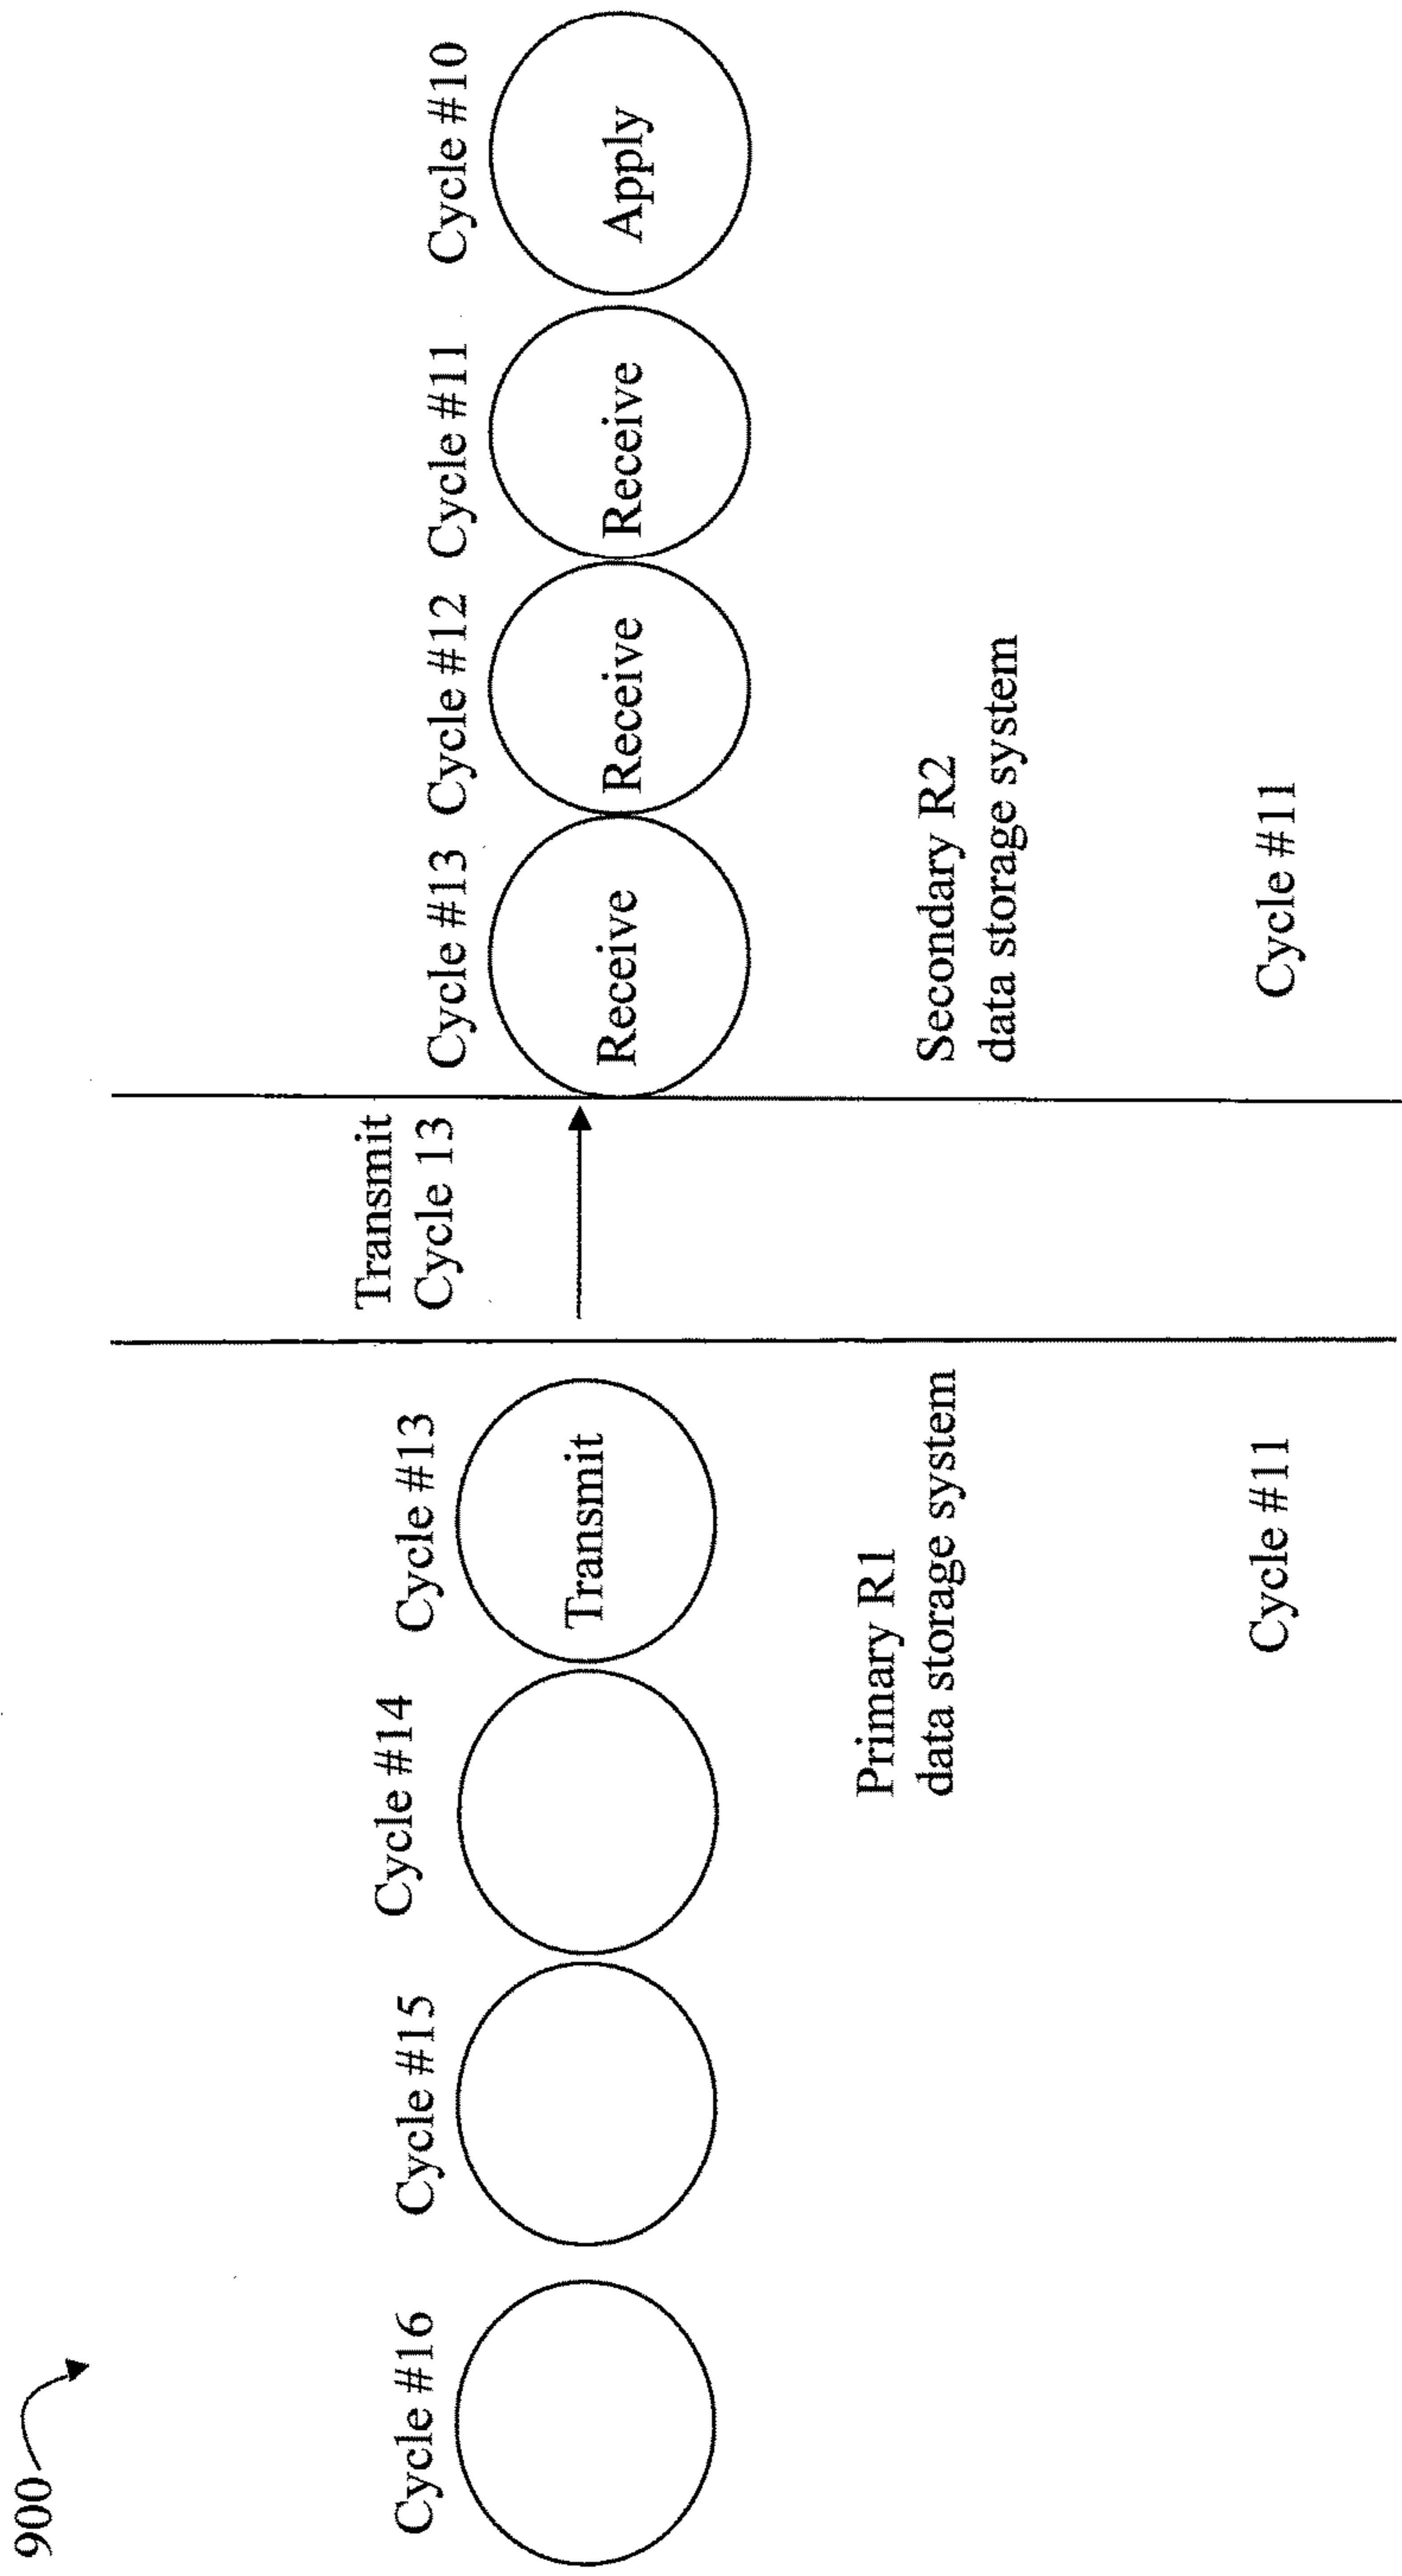 900
Transmit
Cycle 13
Cycle #16
Cycle #15
Cycle #14
Cycle #13
Cycle #13
Cycle #12
Cycle #11
Cycle #10
Transmit
Receive
Receive
Receive
Apply
Primary R1
data storage system
Secondary R2
data storage system
Cycle #11
Cycle #11